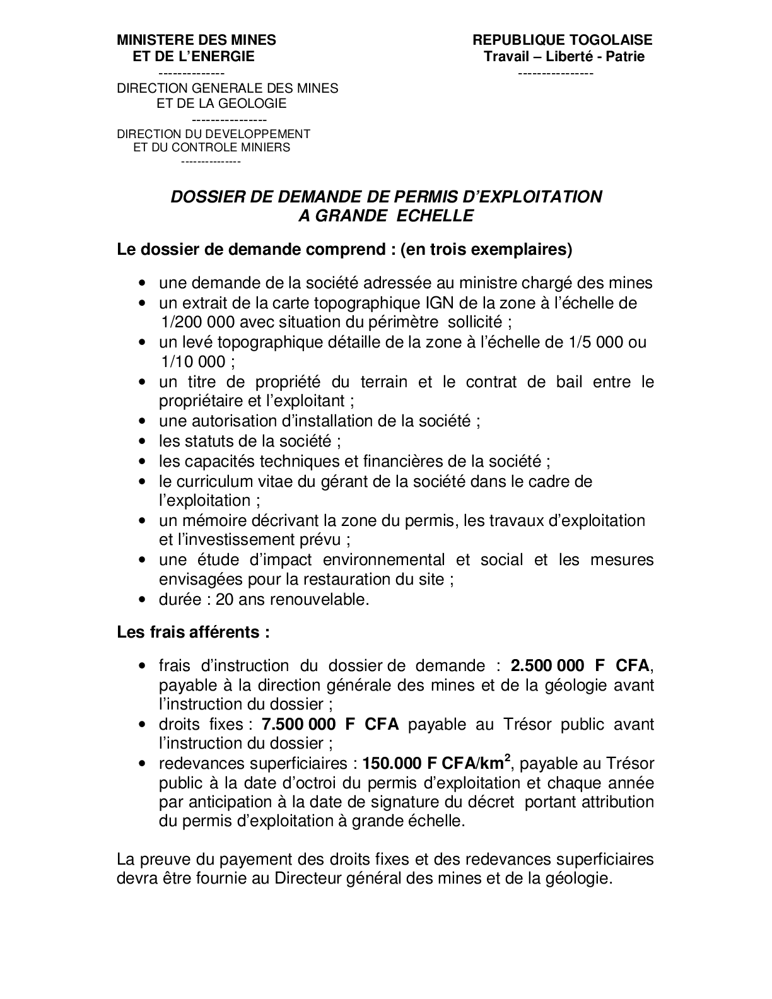 MINISTERE DES MINES
ET DE L’ENERGIE
--------------
DIRECTION GENERALE DES MINES
ET DE LA GEOLOGIE
----------------
DIRECTION DU DEVELOPPEMENT
ET DU CONTROLE MINIERS
---------------
REPUBLIQUE TOGOLAISE
Travail – Liberté - Patrie
----------------
DOSSIER DE DEMANDE DE PERMIS D’EXPLOITATION
A GRANDE ECHELLE
Le dossier de demande comprend : (en trois exemplaires)
• une demande de la société adressée au ministre chargé des mines
• un extrait de la carte topographique IGN de la zone à l’échelle de
1/200 000 avec situation du périmètre sollicité ;
• un levé topographique détaille de la zone à l’échelle de 1/5 000 ou
1/10 000 ;
• un titre de propriété du terrain et le contrat de bail entre le
propriétaire et l’exploitant ;
• une autorisation d’installation de la société ;
• les statuts de la société ;
• les capacités techniques et financières de la société ;
• le curriculum vitae du gérant de la société dans le cadre de
l’exploitation ;
• un mémoire décrivant la zone du permis, les travaux d’exploitation
et l’investissement prévu ;
• une étude d’impact environnemental et social et les mesures
envisagées pour la restauration du site ;
• durée : 20 ans renouvelable.
Les frais afférents :
• frais d’instruction du dossier de demande : 2.500 000 F CFA,
payable à la direction générale des mines et de la géologie avant
l’instruction du dossier ;
• droits fixes : 7.500 000 F CFA payable au Trésor public avant
l’instruction du dossier ;
• redevances superficiaires : 150.000 F CFA/km², payable au Trésor
public à la date d’octroi du permis d’exploitation et chaque année
par anticipation à la date de signature du décret portant attribution
du permis d’exploitation à grande échelle.
La preuve du payement des droits fixes et des redevances superficiaires
devra être fournie au Directeur général des mines et de la géologie.